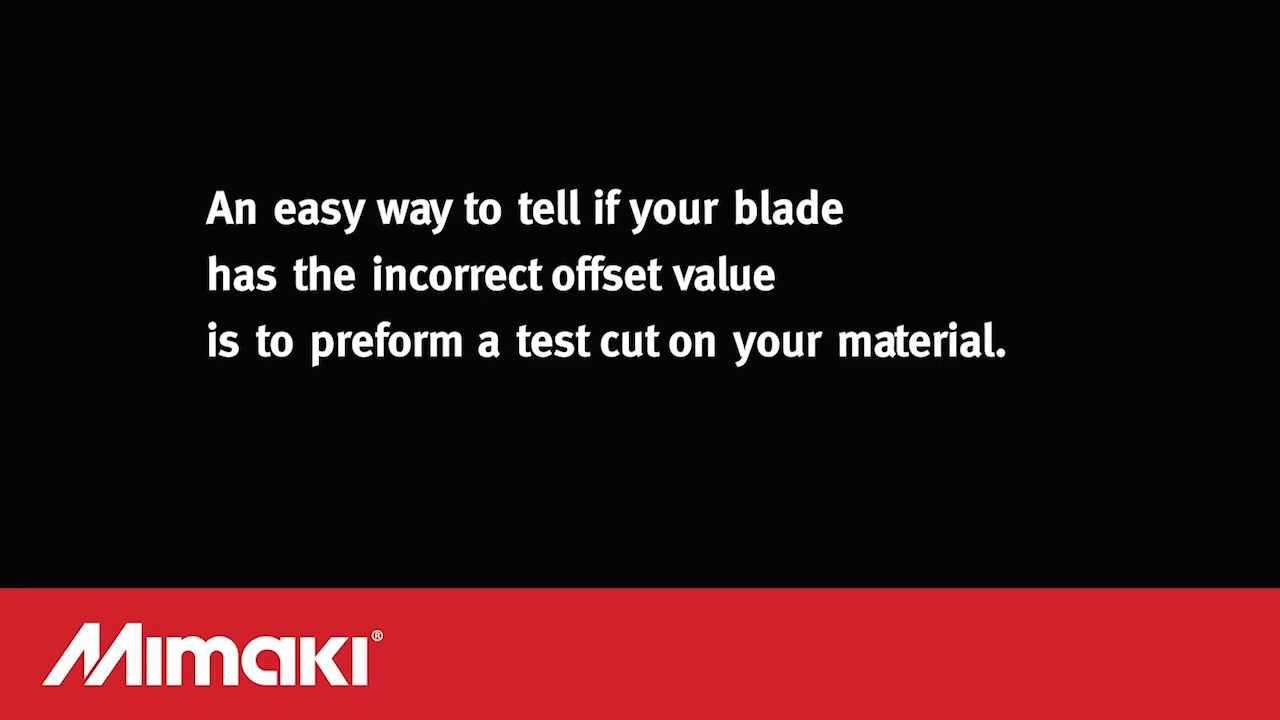 An easy way to tell if your blade
has the incorrect offset value
is to preform a test cut on your material.
Mimaki®